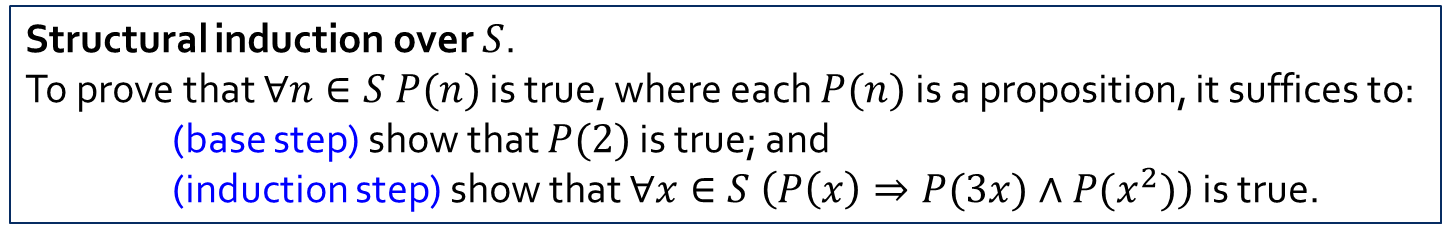 Structural induction over 𝑆.
To prove that ∀𝑛 ∈ 𝑆 𝑃(𝑛) is true, where each 𝑃(𝑛) is a proposition, it suffices to:
(base step) show that 𝑃(2) is true; and
(induction step) show that ∀𝑥 ∈ 𝑆 (𝑃(𝑥) ⇒ 𝑃(3𝑥) ∧ 𝑃(𝑥²)) is true.